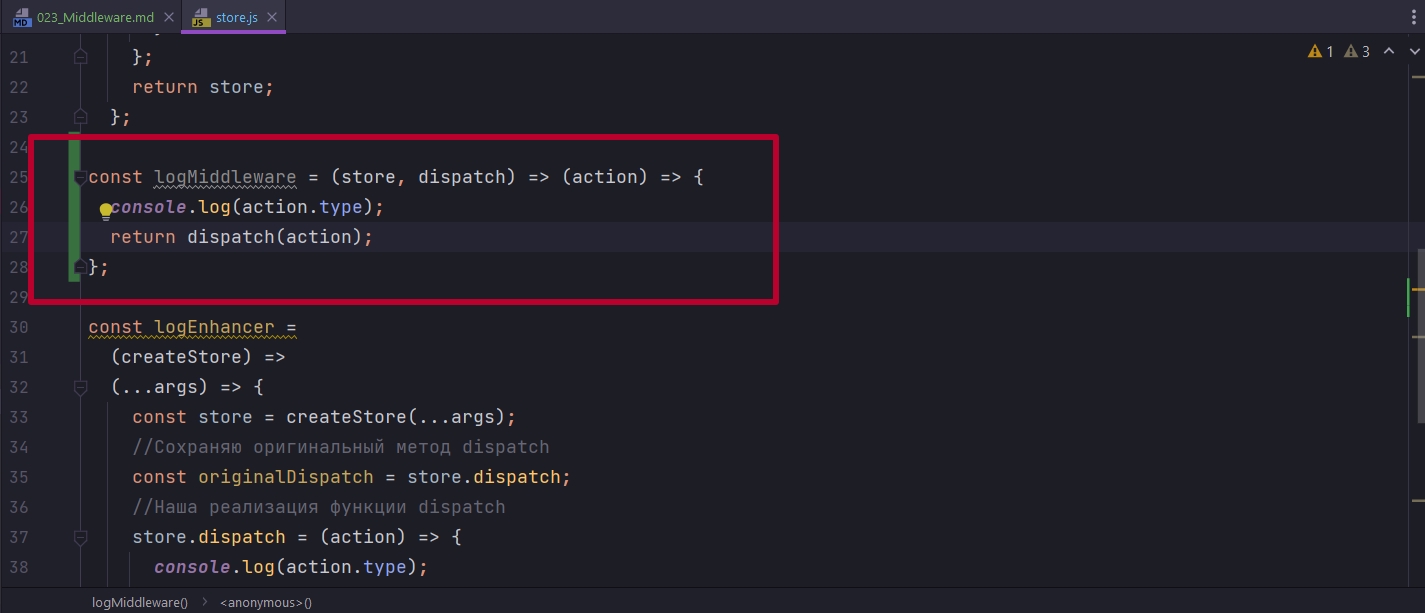 MD 023_Middleware.md
JS store.js
1 3
21 };
22 return store;
23 };
24
25 const logMiddleware = (store, dispatch) => (action) => {
26 console.log(action.type);
27 return dispatch(action);
28 };
29
30 const logEnhancer =
31 (createStore) =>
32 (...args) => {
33 const store = createStore(...args);
34 //Сохраняю оригинальный метод dispatch
35 const originalDispatch = store.dispatch;
36 //Наша реализация функции dispatch
37 store.dispatch = (action) => {
38 console.log(action.type);
logMiddleware() > <anonymous>()